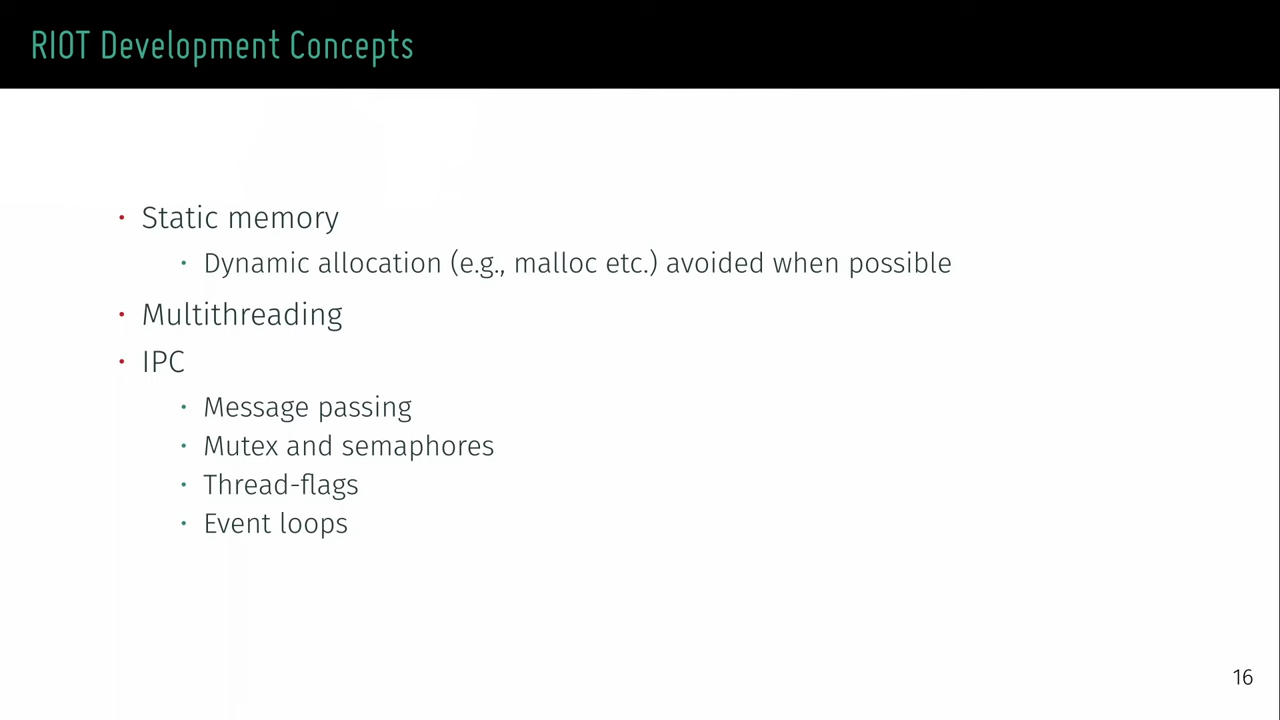 RIOT Development Concepts
• Static memory
• Dynamic allocation (e.g., malloc etc.) avoided when possible
• Multithreading
• IPC
• Message passing
• Mutex and semaphores
• Thread-flags
• Event loops
16